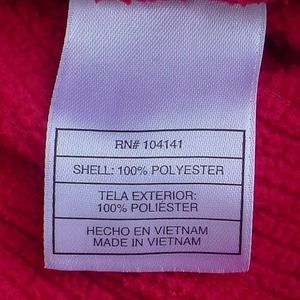 RN# 104141
SHELL: 100% POLYESTER
TELA EXTERIOR:
100% POLIÉSTER
HECHO EN VIETNAM
MADE IN VIETNAM